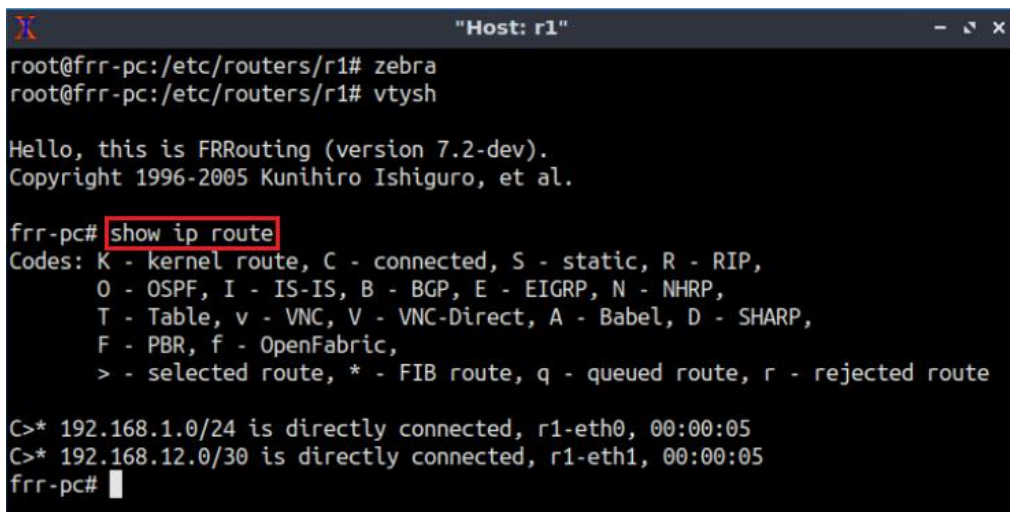 "Host: r1"
root@frr-pc:/etc/routers/r1# zebra
root@frr-pc:/etc/routers/r1# vtysh
Hello, this is FRRouting (version 7.2-dev).
Copyright 1996-2005 Kunihiro Ishiguro, et al.
frr-pc# show ip route
Codes: K - kernel route, C - connected, S - static, R - RIP,
O - OSPF, I - IS-IS, B - BGP, E - EIGRP, N - NHRP,
T - Table, v - VNC, V - VNC-Direct, A - Babel, D - SHARP,
F - PBR, f - OpenFabric,
> - selected route, * - FIB route, q - queued route, r - rejected route
C>* 192.168.1.0/24 is directly connected, r1-eth0, 00:00:05
C>* 192.168.12.0/30 is directly connected, r1-eth1, 00:00:05
frr-pc#